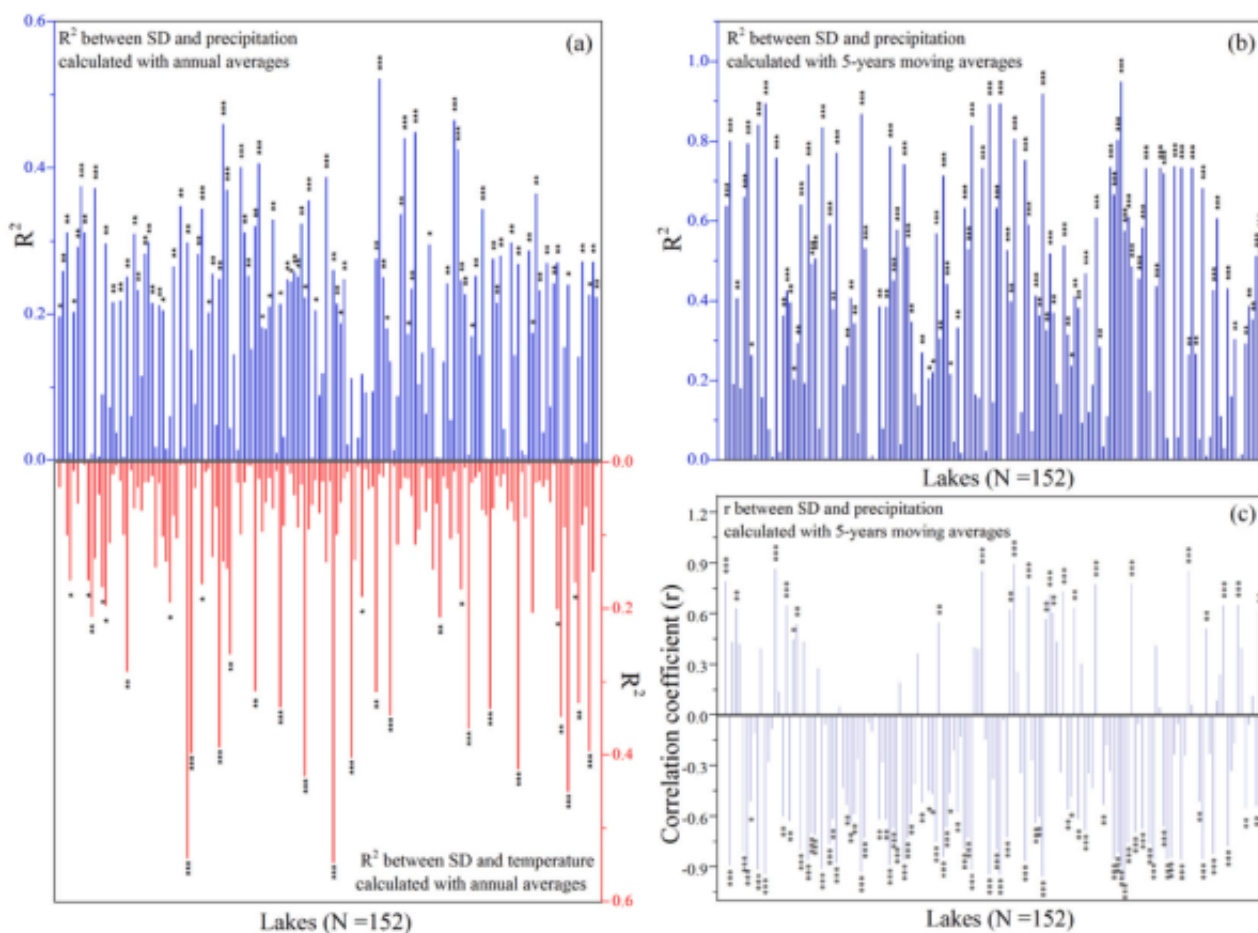 R² between SD and precipitation
calculated with annual averages
(a)
0.6
0.4
0.2
0.0
R²
0.0
0.2
0.4
0.6
R²
R² between SD and temperature
calculated with annual averages
Lakes (N =152)
R² between SD and precipitation
calculated with 5-years moving averages
(b)
1.0
0.8
0.6
0.4
0.2
0.0
R²
Lakes (N =152)
r between SD and precipitation
calculated with 5-years moving averages
(c)
1.2
0.9
0.6
0.3
0.0
-0.3
-0.6
-0.9
Correlation coefficient (r)
Lakes (N =152)